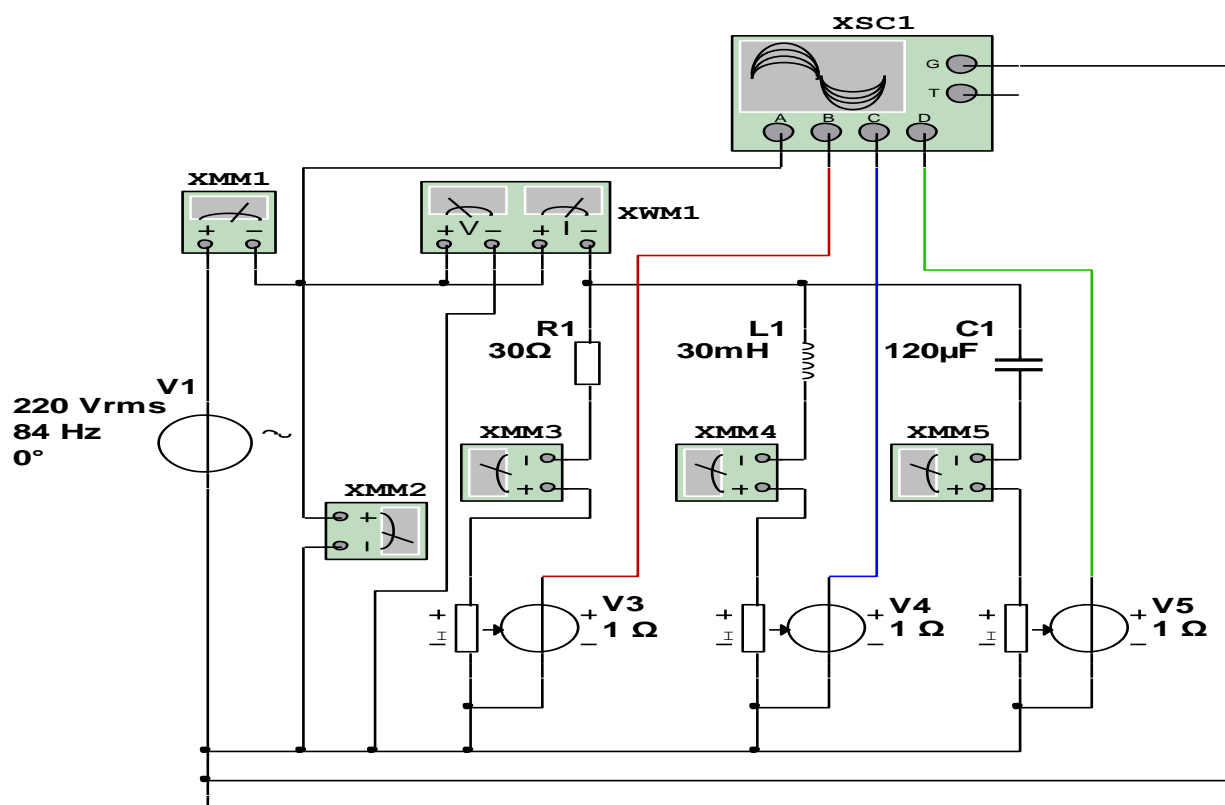 XSC1
G
T
A B C D
XMM1
+ −
XWM1
+ V − + I −
R1
30Ω
L1
30mH
C1
120µF
V1
220 Vrms
84 Hz
0°
XMM3
XMM4
XMM5
XMM2
V3
1 Ω
V4
1 Ω
V5
1 Ω